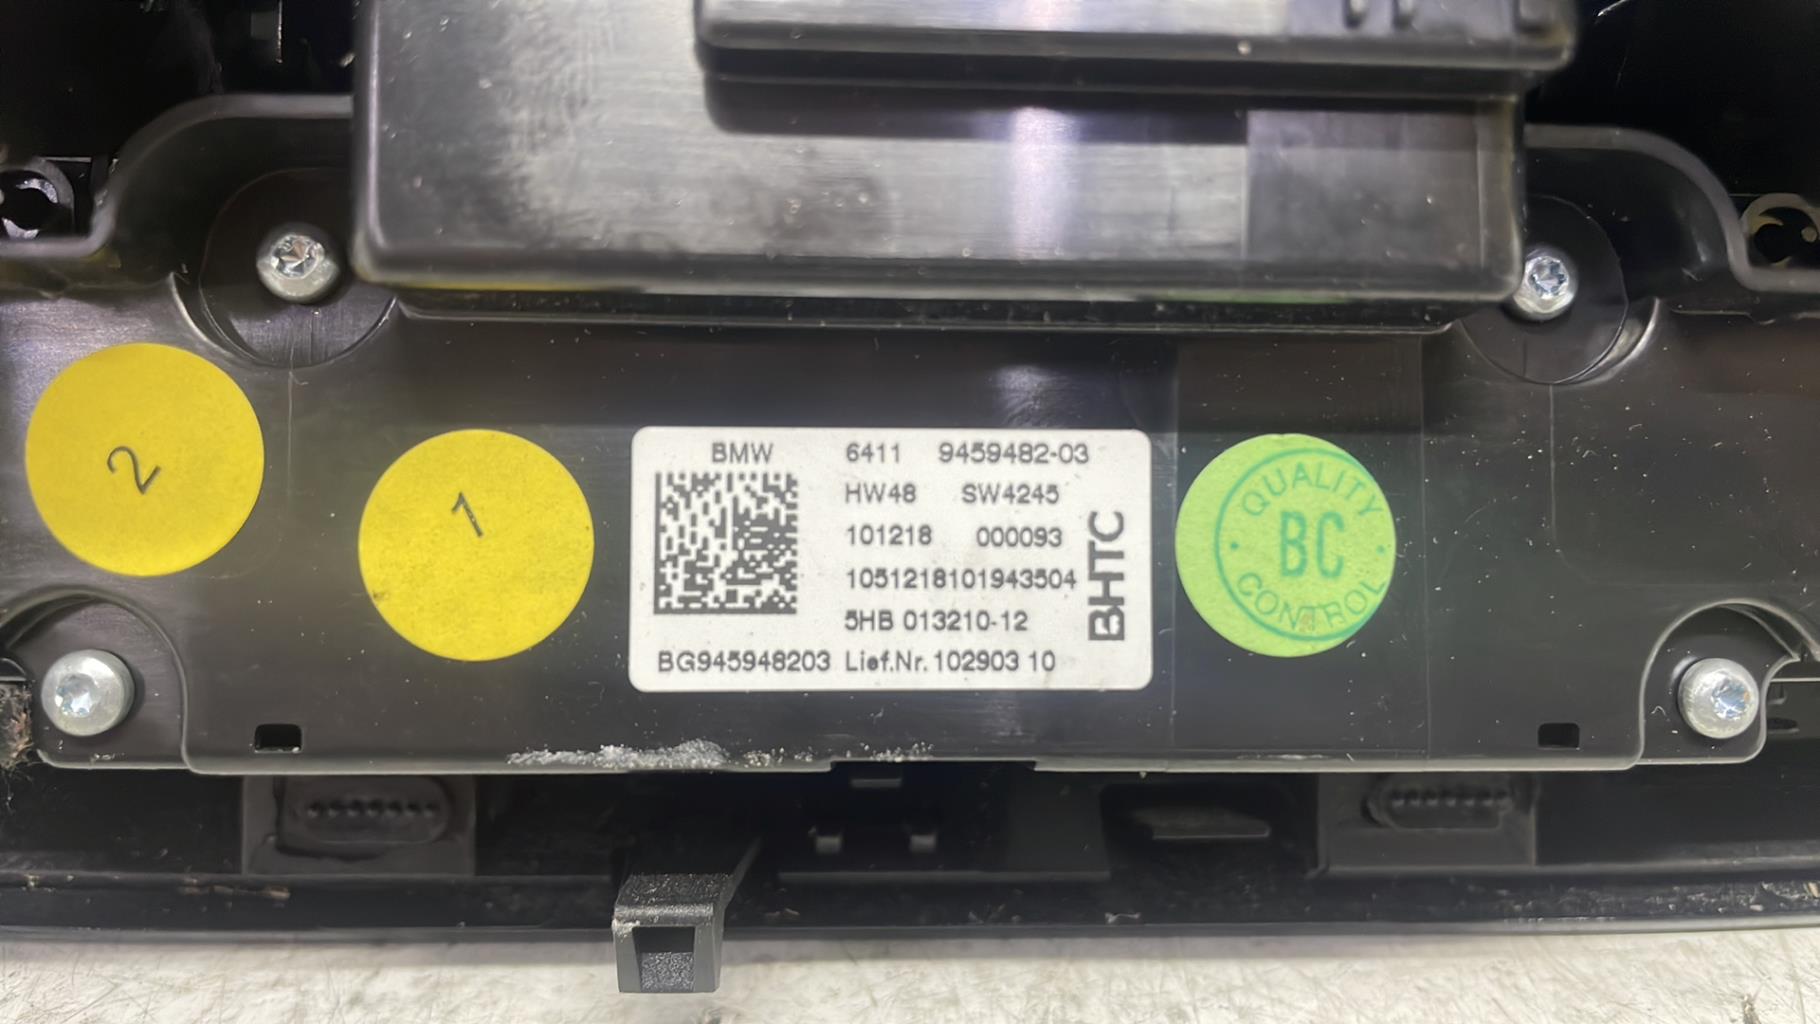 2
1
BMW 6411 9459482-03
HW48 SW4245
101218 000093
1051218101943504
5HB 013210-12
BG945948203 Lief.Nr. 102903 10
BHTC
QUALITY
BC
CONTROL